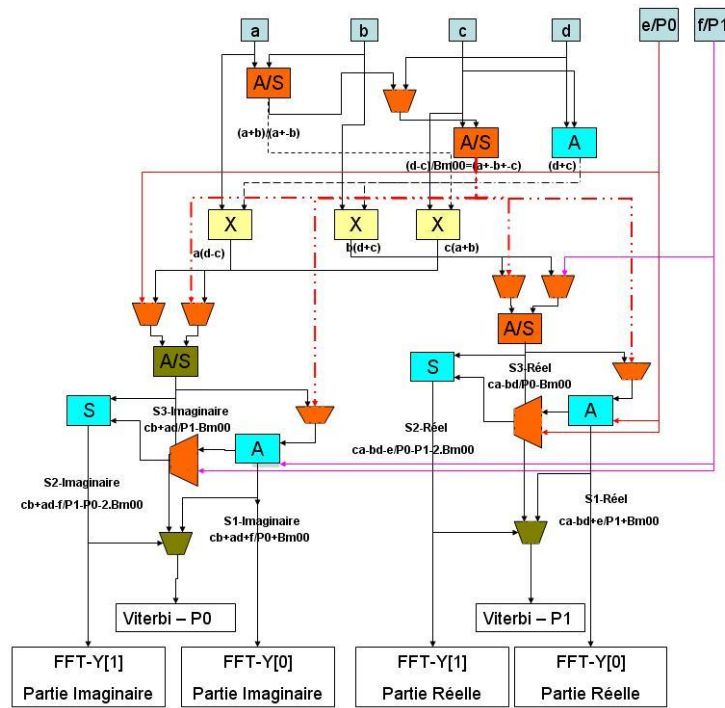 a
b
c
d
e/P0
f/P1
A/S
(a+b)/(a+-b)
A/S
A
(d-c)/Bm00=(a+-b+-c)
(d+c)
X
X
X
a(d-c)
b(d+c)
c(a+b)
A/S
A/S
S
S3-Réel
ca-bd/P0-Bm00
S
S3-Imaginaire
cb+ad/P1-Bm00
A
A
S2-Réel
ca-bd-e/P0-P1-2.Bm00
S2-Imaginaire
cb+ad-f/P1-P0-2.Bm00
S1-Imaginaire
cb+ad+f/P0+Bm00
S1-Réel
ca-bd+e/P1+Bm00
Viterbi – P0
Viterbi – P1
FFT-Y[1]
Partie Imaginaire
FFT-Y[0]
Partie Imaginaire
FFT-Y[1]
Partie Réelle
FFT-Y[0]
Partie Réelle